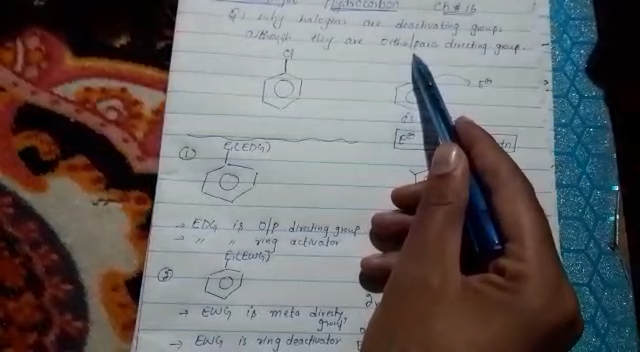 Hydrocarbon Ch # 16
Q: why halogens are deactivating group
although they are ortho/para directing group
Cl
E⊕
① G(EDG)
→ EDG is O/P directing group
→ " " ring activator
② G(EWG)
→ EWG is meta directing
group
→ EWG is ring deactivator